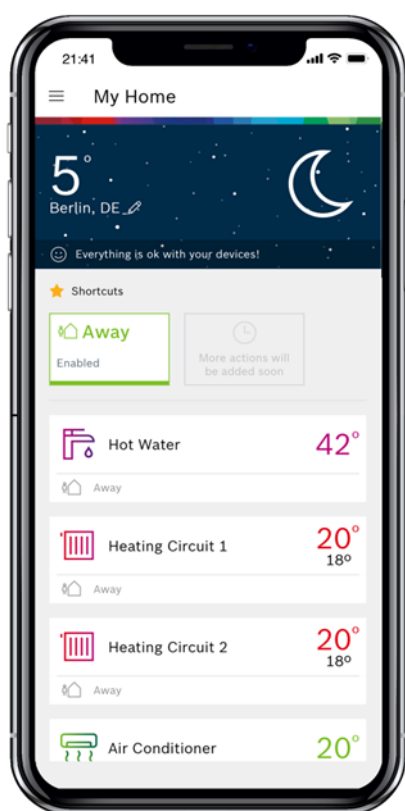 21:41
My Home
5°
Berlin, DE
Everything is ok with your devices!
Shortcuts
Away
Enabled
More actions will
be added soon
Hot Water
42°
Away
Heating Circuit 1
20°
18º
Away
Heating Circuit 2
20°
18º
Away
Air Conditioner
20°